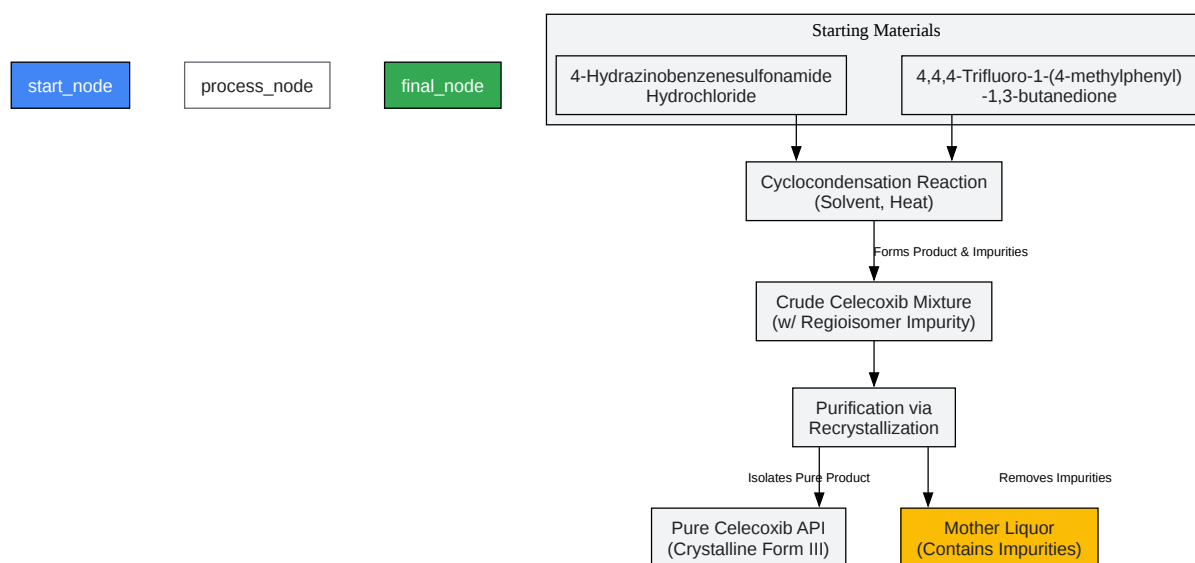 Starting Materials
start_node
process_node
final_node
4-Hydrazinobenzenesulfonamide
Hydrochloride
4,4,4-Trifluoro-1-(4-methylphenyl)
-1,3-butanedione
Cyclocondensation Reaction
(Solvent, Heat)
Forms Product & Impurities
Crude Celecoxib Mixture
(w/ Regioisomer Impurity)
Purification via
Recrystallization
Isolates Pure Product
Removes Impurities
Pure Celecoxib API
(Crystalline Form III)
Mother Liquor
(Contains Impurities)